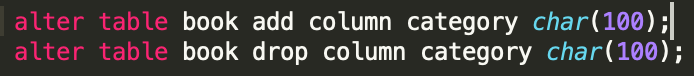 alter table book add column category char(100);
alter table book drop column category char(100);